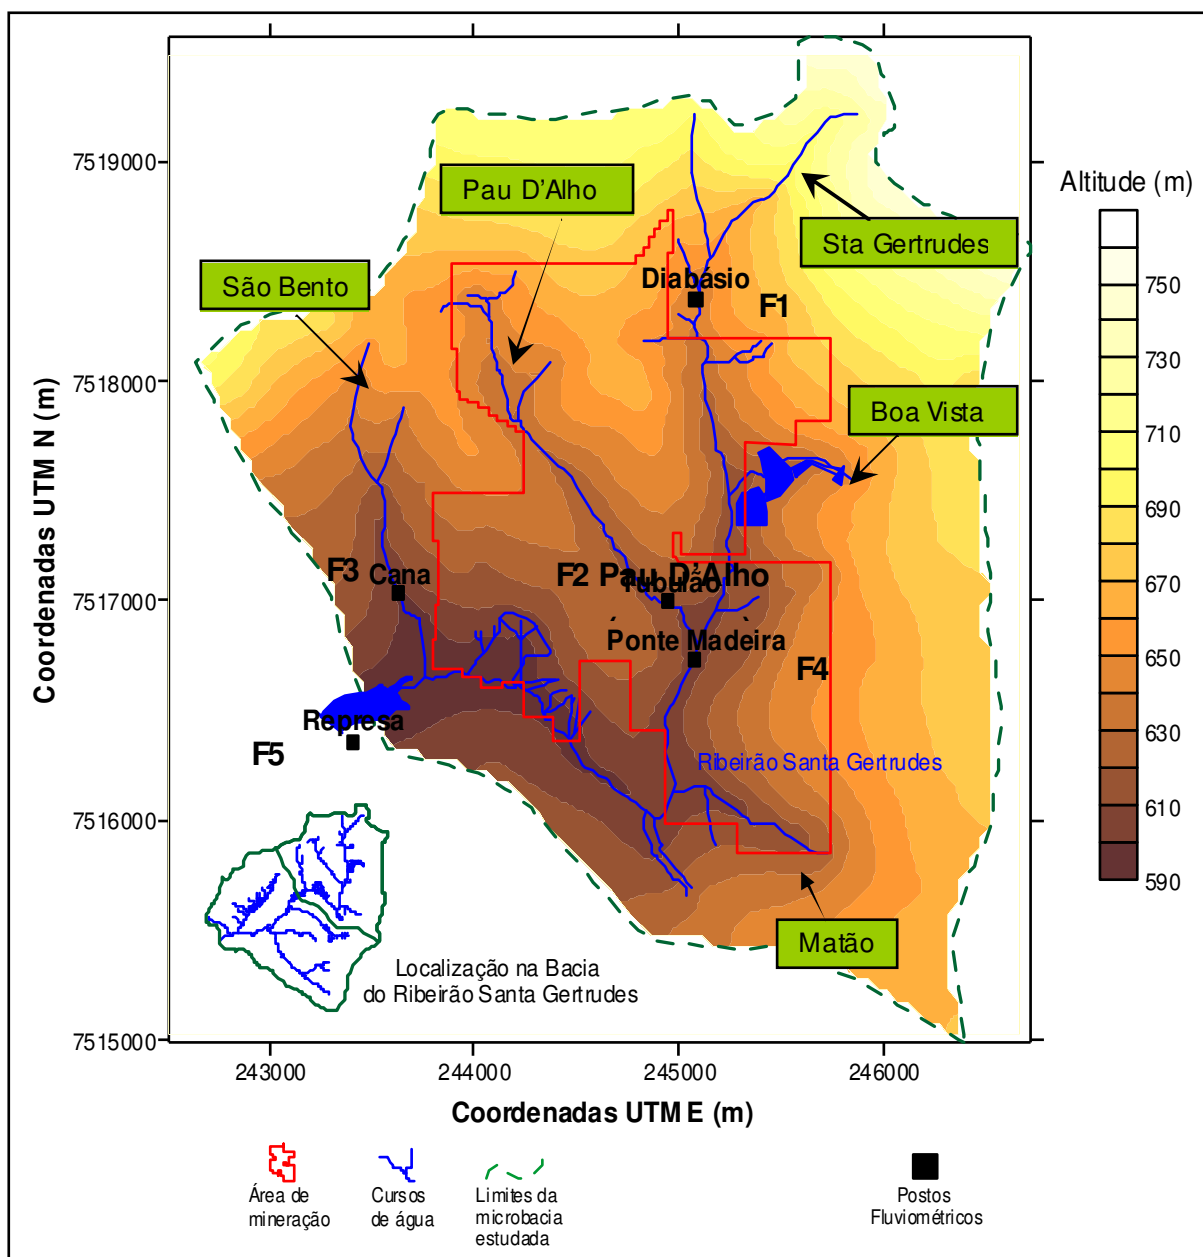 7519000
7518000
7517000
7516000
7515000
Coordenadas UTM N (m)
Pau D'Alho
Sta Gertrudes
São Bento
Diabásio
F1
Boa Vista
F3
Cana
F2 Pau D'Alho
Tubulão
Ponte Madeira
F4
Represa
F5
Ribeirão Santa Gertrudes
Matão
Localização na Bacia
do Ribeirão Santa Gertrudes
Altitude (m)
750
730
710
690
670
650
630
610
590
243000
244000
245000
246000
Coordenadas UTM E (m)
Área de
mineração
Cursos
de água
Limites da
microbacia
estudada
Postos
Fluviométricos